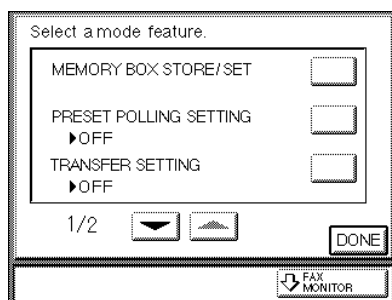 Select a mode feature.
MEMORY BOX STORE/SET
PRESET POLLING SETTING
▶OFF
TRANSFER SETTING
▶OFF
1/2
DONE
FAX
MONITOR